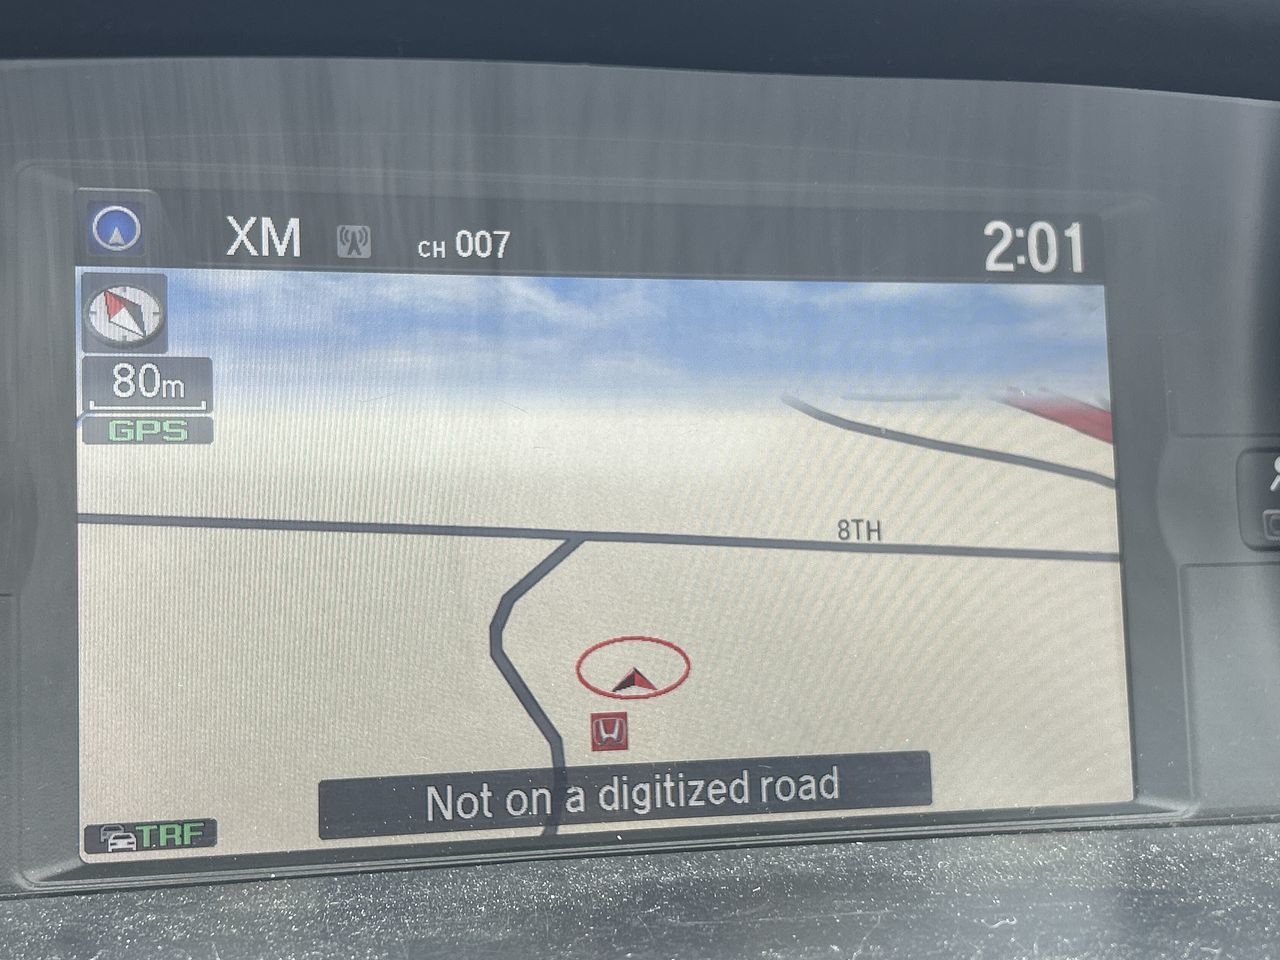 XM CH 007 2:01
80m
GPS
8TH
Not on a digitized road
TRF